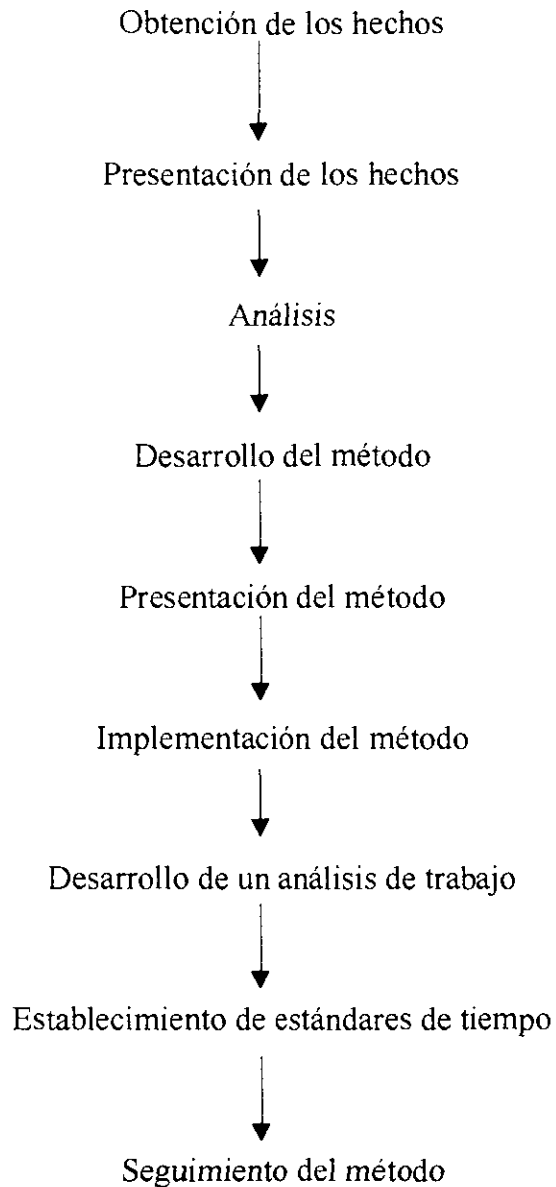 Obtención de los hechos
Presentación de los hechos
Análisis
Desarrollo del método
Presentación del método
Implementación del método
Desarrollo de un análisis de trabajo
Establecimiento de estándares de tiempo
Seguimiento del método